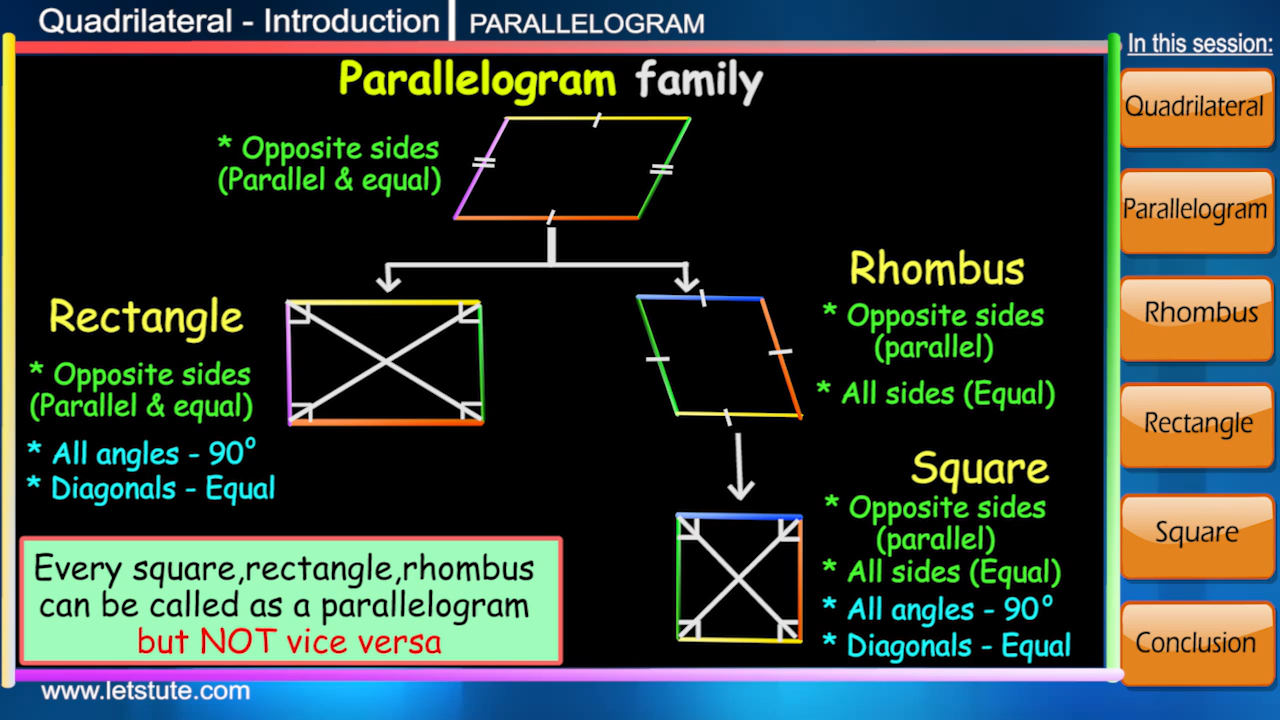 Quadrilateral - Introduction | PARALLELOGRAM
In this session:
Parallelogram family
* Opposite sides
(Parallel & equal)
Rectangle
* Opposite sides
(Parallel & equal)
* All angles - 90°
* Diagonals - Equal
Rhombus
* Opposite sides
(parallel)
* All sides (Equal)
Square
* Opposite sides
(parallel)
* All sides (Equal)
* All angles - 90°
* Diagonals - Equal
Every square,rectangle,rhombus
can be called as a parallelogram
but NOT vice versa
Quadrilateral
Parallelogram
Rhombus
Rectangle
Square
Conclusion
www.letstute.com